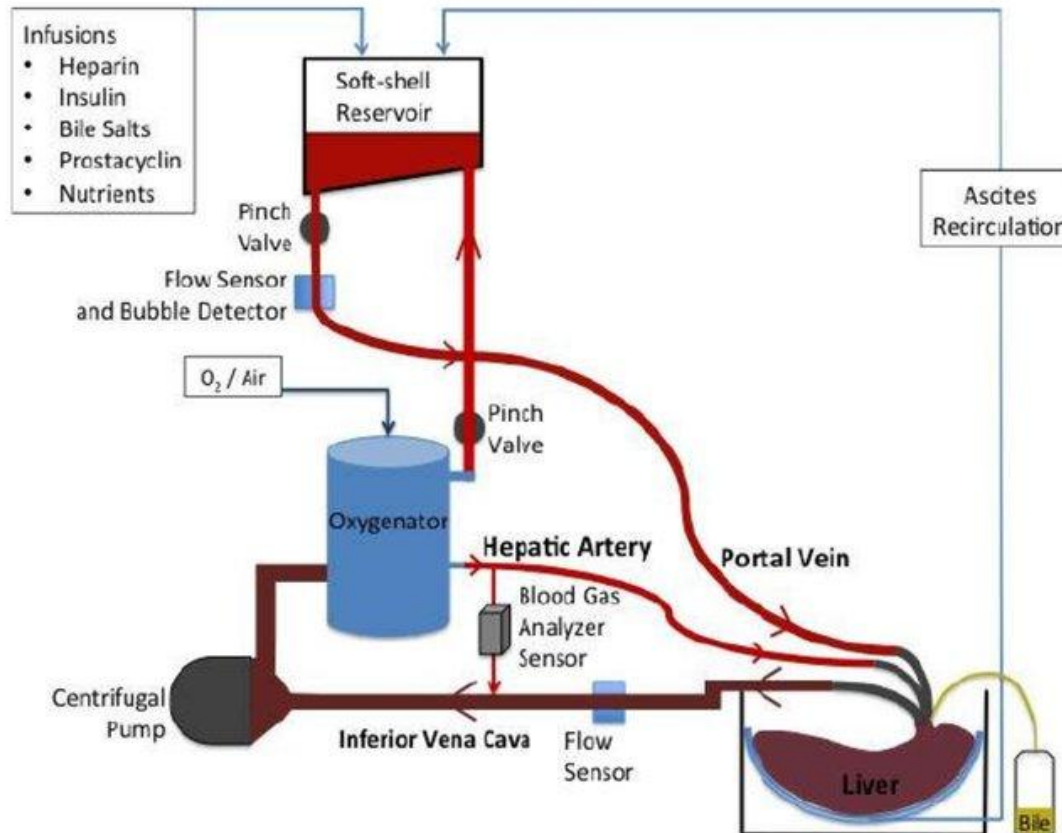 Infusions
• Heparin
• Insulin
• Bile Salts
• Prostacyclin
• Nutrients
Soft-shell
Reservoir
Pinch
Valve
Flow Sensor
and Bubble Detector
Ascites
Recirculation
O₂ / Air
Pinch
Valve
Oxygenator
Hepatic Artery
Portal Vein
Blood Gas
Analyzer
Sensor
Centrifugal
Pump
Inferior Vena Cava
Flow
Sensor
Liver
Bile